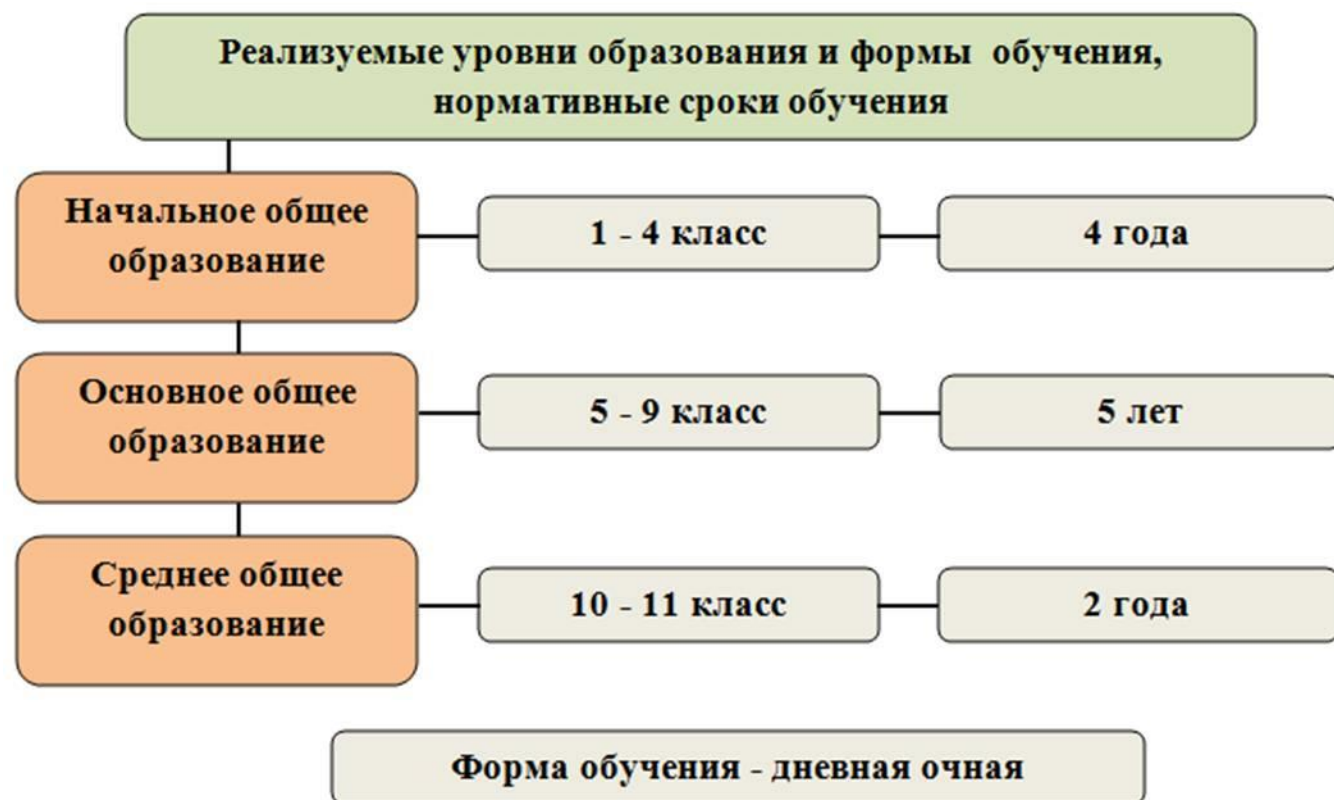 Реализуемые уровни образования и формы обучения,
нормативные сроки обучения
Начальное общее
образование
1 - 4 класс
4 года
Основное общее
образование
5 - 9 класс
5 лет
Среднее общее
образование
10 - 11 класс
2 года
Форма обучения - дневная очная